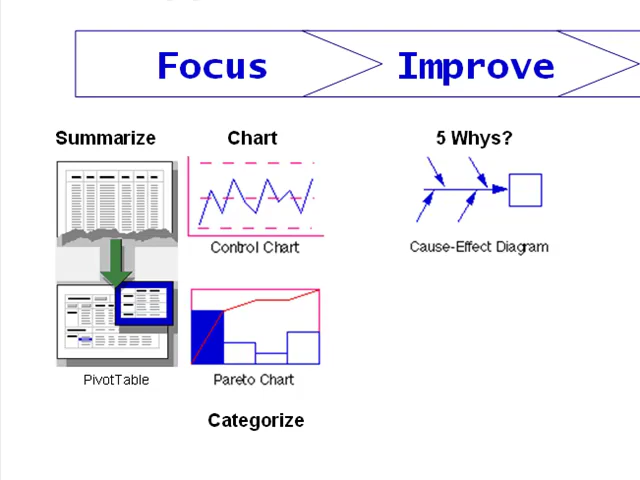 Focus
Improve
Summarize
Chart
5 Whys?
Control Chart
Cause-Effect Diagram
PivotTable
Pareto Chart
Categorize